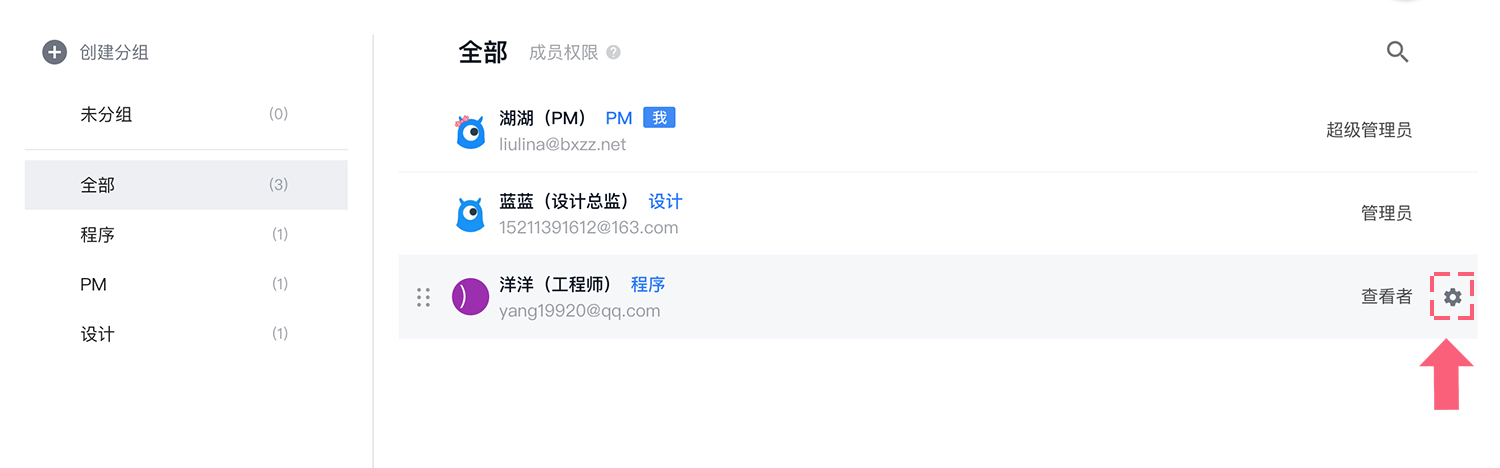 创建分组
未分组 (0)
全部 (3)
程序 (1)
PM (1)
设计 (1)
全部 成员权限 ?
湖湖（PM） PM 我
liulina@bxzz.net
超级管理员
蓝蓝（设计总监） 设计
15211391612@163.com
管理员
洋洋（工程师） 程序
yang19920@qq.com
查看者